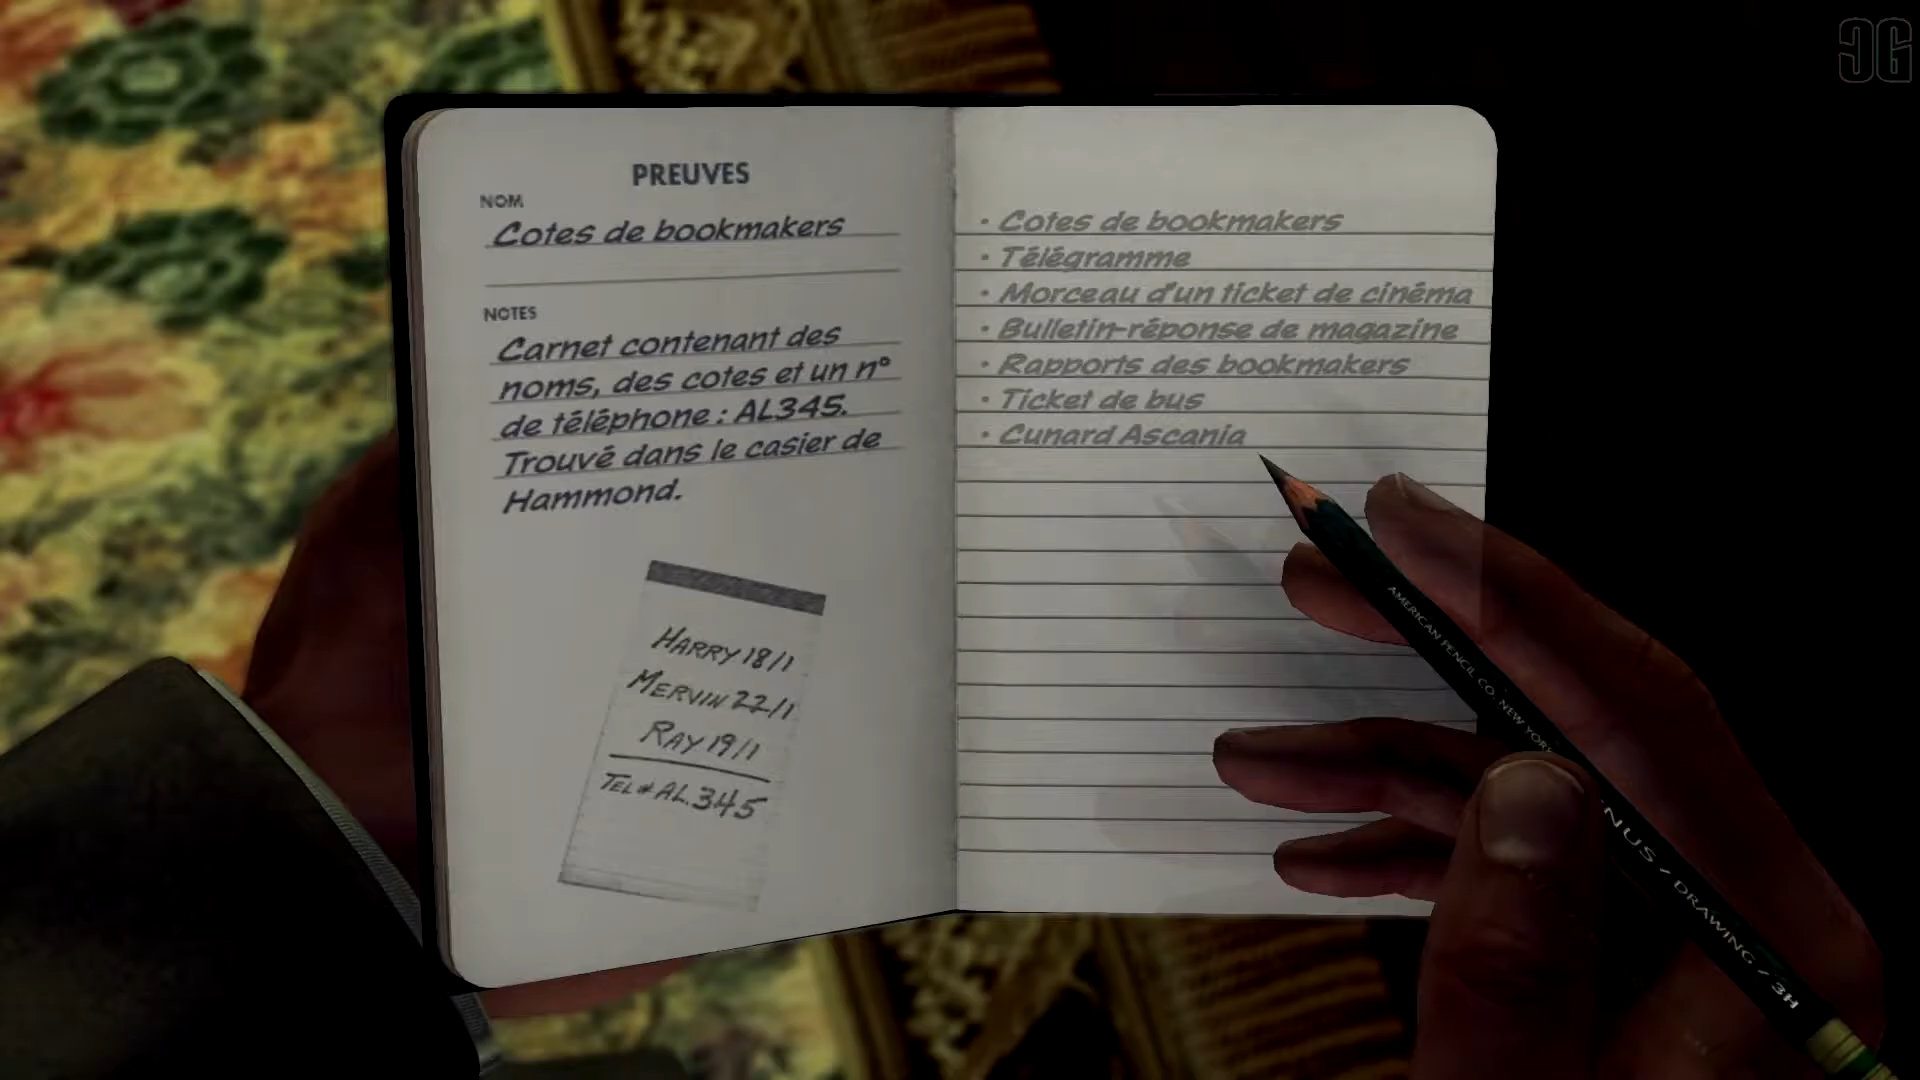 PREUVES
NOM
Cotes de bookmakers
NOTES
Carnet contenant des
noms, des cotes et un n°
de téléphone : AL345.
Trouvé dans le casier de
Hammond.
HARRY 18/1
MERVIN 22/1
RAY 19/1
TEL # AL.345
• Cotes de bookmakers
• Télégramme
• Morceau d'un ticket de cinéma
• Bulletin-réponse de magazine
• Rapports des bookmakers
• Ticket de bus
• Cunard Ascania
AMERICAN PENCIL CO. NEW YORK
DRAWING / 3H